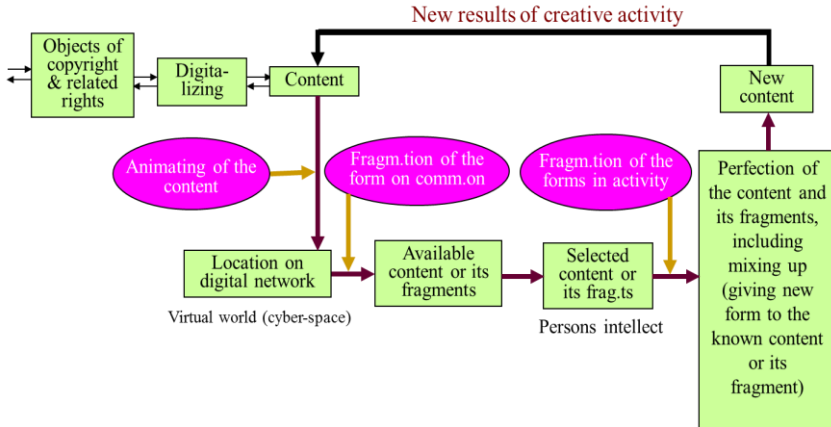 New results of creative activity
Objects of
copyright
& related
rights
Digita-
lizing
Content
New
content
Animating of the
content
Fragm.tion of the
form on comm.on
Fragm.tion of the
forms in activity
Perfection of
the content and
its fragments,
including
mixing up
(giving new
form to the
known content
or its
fragment)
Location on
digital network
Available
content or its
fragments
Selected
content or
its frag.ts
Virtual world (cyber-space)
Persons intellect